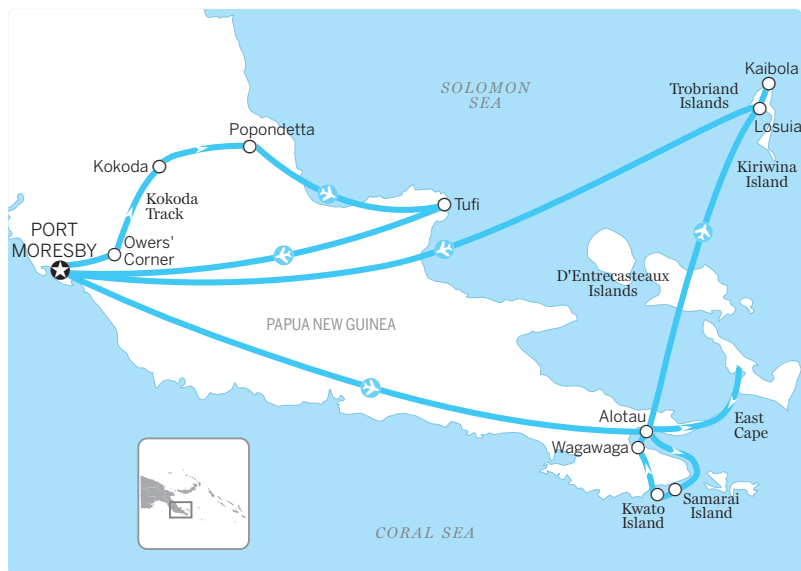 Kaibola
SOLOMON
SEA
Trobriand
Islands
Losuia
Popondetta
Kokoda
Kiriwina
Island
Kokoda
Track
Tufi
PORT
MORESBY
Owers'
Corner
D'Entrecasteaux
Islands
PAPUA NEW GUINEA
Alotau
East
Cape
Wagawaga
Kwato
Island
Samarai
Island
CORAL SEA